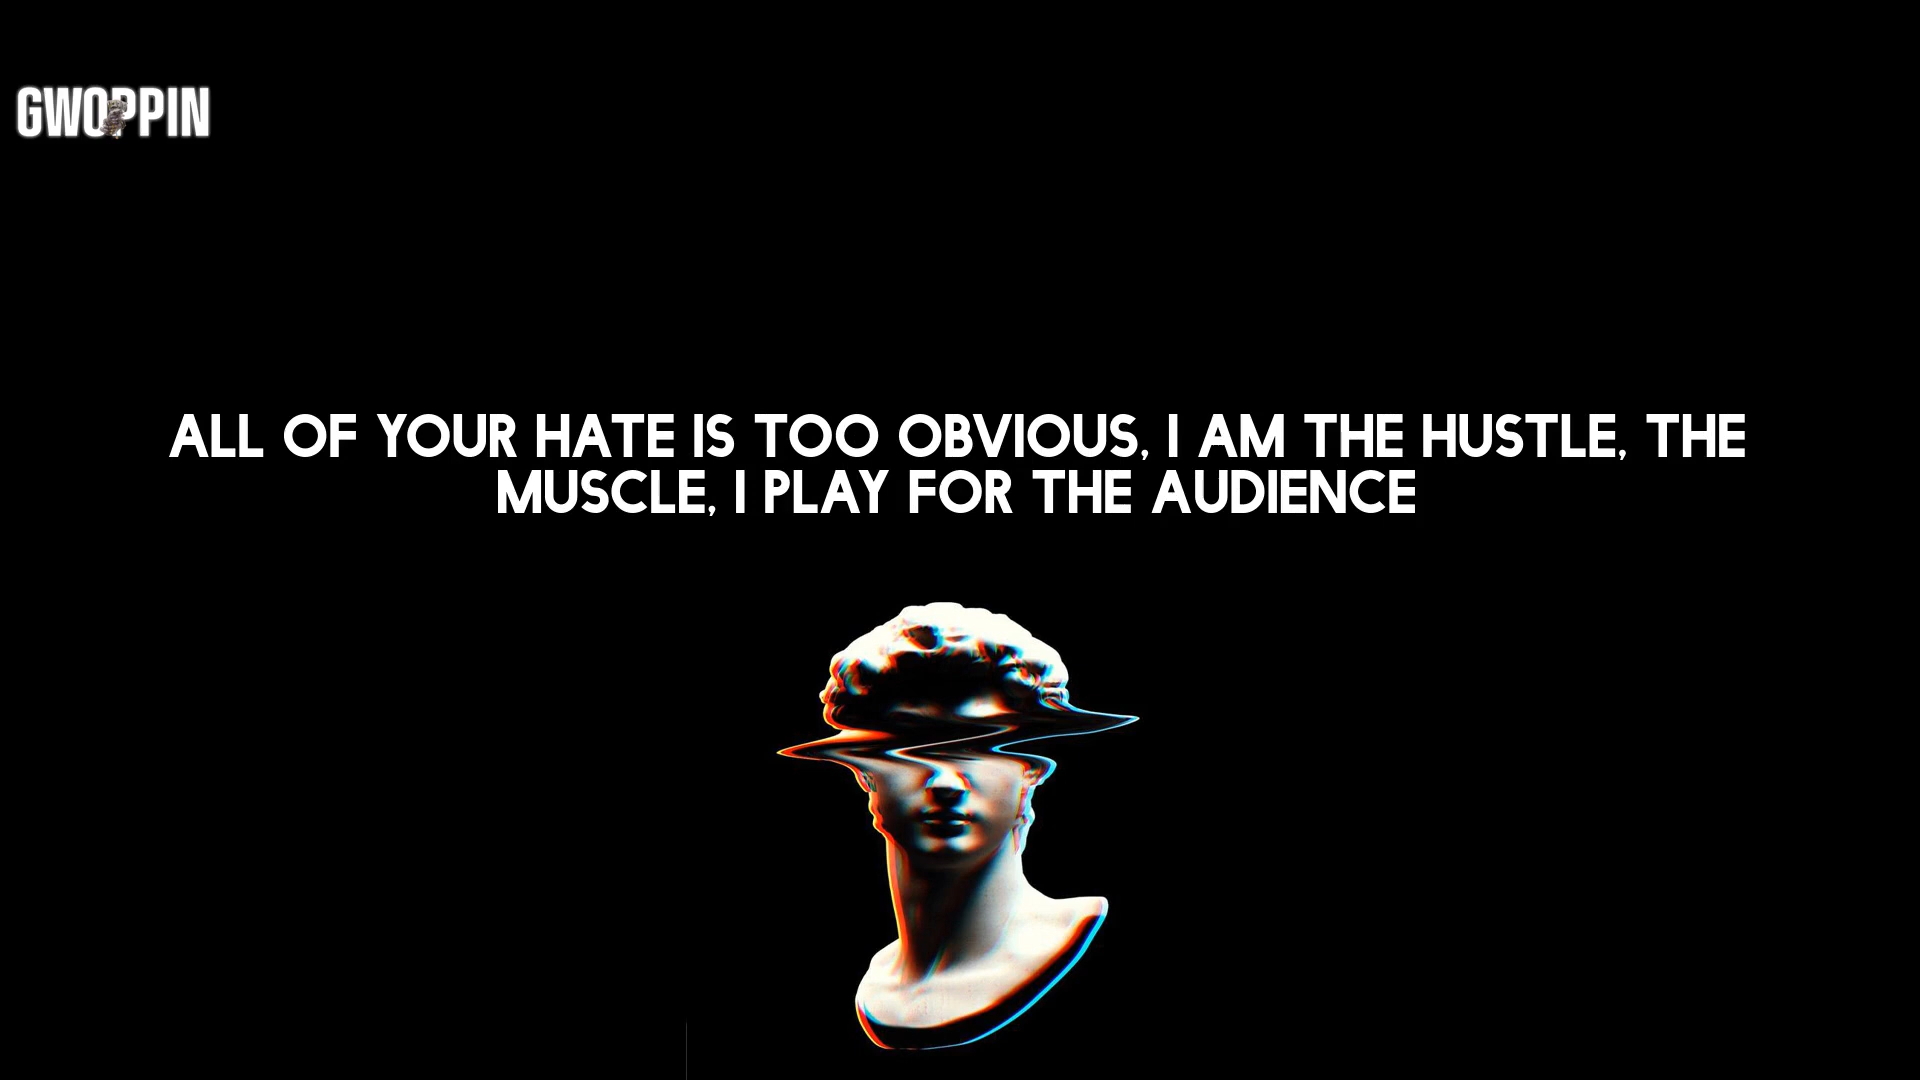 GWOPPIN
ALL OF YOUR HATE IS TOO OBVIOUS, I AM THE HUSTLE, THE
MUSCLE, I PLAY FOR THE AUDIENCE